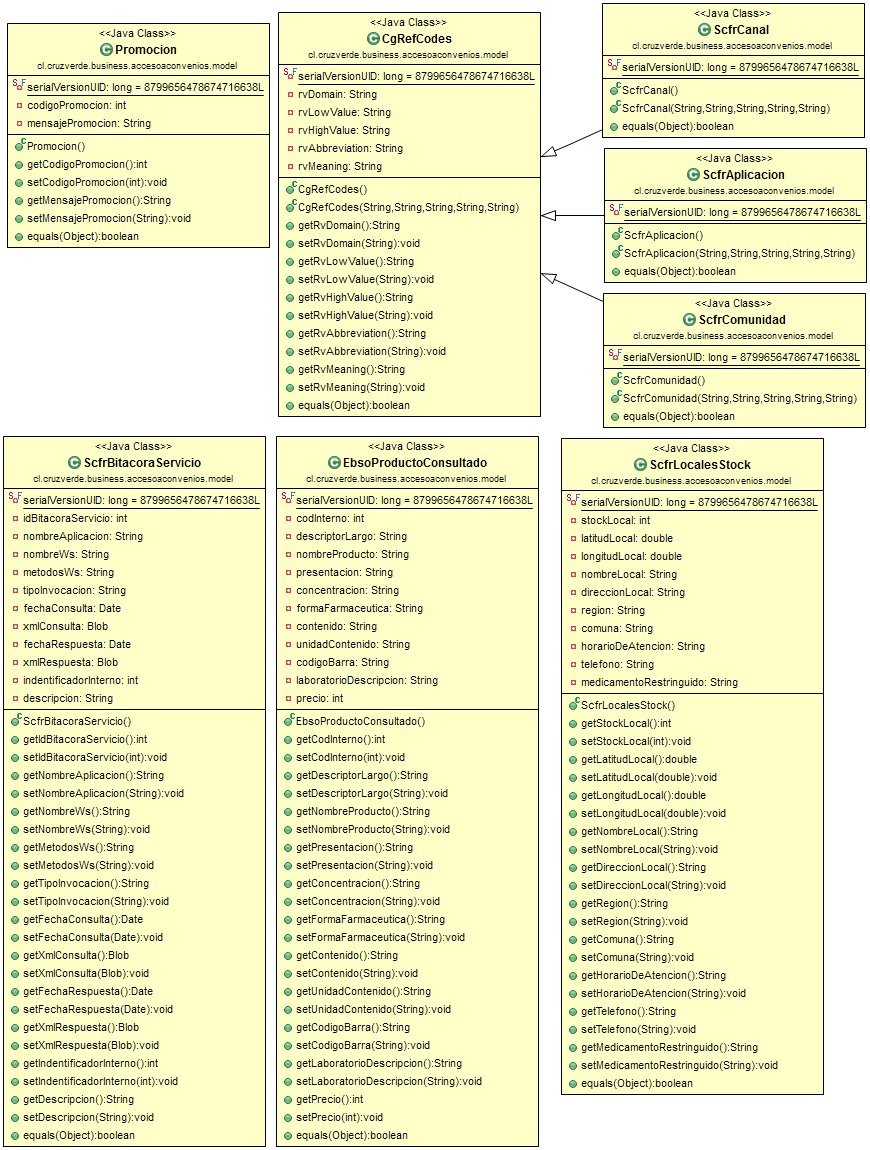 <<Java Class>>
Promocion
cl.cruzverde.business.accesoaconvenios.model
serialVersionUID: long = 8799656478674716638L
codigoPromocion: int
mensajePromocion: String
Promocion()
getCodigoPromocion():int
setCodigoPromocion(int):void
getMensajePromocion():String
setMensajePromocion(String):void
equals(Object):boolean
<<Java Class>>
CgRefCodes
cl.cruzverde.business.accesoaconvenios.model
serialVersionUID: long = 8799656478674716638L
rvDomain: String
rvLowValue: String
rvHighValue: String
rvAbbreviation: String
rvMeaning: String
CgRefCodes()
CgRefCodes(String,String,String,String,String)
getRvDomain():String
setRvDomain(String):void
getRvLowValue():String
setRvLowValue(String):void
getRvHighValue():String
setRvHighValue(String):void
getRvAbbreviation():String
setRvAbbreviation(String):void
getRvMeaning():String
setRvMeaning(String):void
equals(Object):boolean
<<Java Class>>
ScfrCanal
cl.cruzverde.business.accesoaconvenios.model
serialVersionUID: long = 8799656478674716638L
ScfrCanal()
ScfrCanal(String,String,String,String,String)
equals(Object):boolean
<<Java Class>>
ScfrAplicacion
cl.cruzverde.business.accesoaconvenios.model
serialVersionUID: long = 8799656478674716638L
ScfrAplicacion()
ScfrAplicacion(String,String,String,String,String)
equals(Object):boolean
<<Java Class>>
ScfrComunidad
cl.cruzverde.business.accesoaconvenios.model
serialVersionUID: long = 8799656478674716638L
ScfrComunidad()
ScfrComunidad(String,String,String,String,String)
equals(Object):boolean
<<Java Class>>
ScfrBitacoraServicio
cl.cruzverde.business.accesoaconvenios.model
serialVersionUID: long = 8799656478674716638L
idBitacoraServicio: int
nombreAplicacion: String
nombreWs: String
metodosWs: String
tipoInvocacion: String
fechaConsulta: Date
xmlConsulta: Blob
fechaRespuesta: Date
xmlRespuesta: Blob
indentificadorInterno: int
descripcion: String
ScfrBitacoraServicio()
getIdBitacoraServicio():int
setIdBitacoraServicio(int):void
getNombreAplicacion():String
setNombreAplicacion(String):void
getNombreWs():String
setNombreWs(String):void
getMetodosWs():String
setMetodosWs(String):void
getTipoInvocacion():String
setTipoInvocacion(String):void
getFechaConsulta():Date
setFechaConsulta(Date):void
getXmlConsulta():Blob
setXmlConsulta(Blob):void
getFechaRespuesta():Date
setFechaRespuesta(Date):void
getXmlRespuesta():Blob
setXmlRespuesta(Blob):void
getIndentificadorInterno():int
setIndentificadorInterno(int):void
getDescripcion():String
setDescripcion(String):void
equals(Object):boolean
<<Java Class>>
EbsoProductoConsultado
cl.cruzverde.business.accesoaconvenios.model
serialVersionUID: long = 8799656478674716638L
codInterno: int
descriptorLargo: String
nombreProducto: String
presentacion: String
concentracion: String
formaFarmaceutica: String
contenido: String
unidadContenido: String
codigoBarra: String
laboratorioDescripcion: String
precio: int
EbsoProductoConsultado()
getCodInterno():int
setCodInterno(int):void
getDescriptorLargo():String
setDescriptorLargo(String):void
getNombreProducto():String
setNombreProducto(String):void
getPresentacion():String
setPresentacion(String):void
getConcentracion():String
setConcentracion(String):void
getFormaFarmaceutica():String
setFormaFarmaceutica(String):void
getContenido():String
setContenido(String):void
getUnidadContenido():String
setUnidadContenido(String):void
getCodigoBarra():String
setCodigoBarra(String):void
getLaboratorioDescripcion():String
setLaboratorioDescripcion(String):void
getPrecio():int
setPrecio(int):void
equals(Object):boolean
<<Java Class>>
ScfrLocalesStock
cl.cruzverde.business.accesoaconvenios.model
serialVersionUID: long = 8799656478674716638L
stockLocal: int
latitudLocal: double
longitudLocal: double
nombreLocal: String
direccionLocal: String
region: String
comuna: String
horarioDeAtencion: String
telefono: String
medicamentoRestringuido: String
ScfrLocalesStock()
getStockLocal():int
setStockLocal(int):void
getLatitudLocal():double
setLatitudLocal(double):void
getLongitudLocal():double
setLongitudLocal(double):void
getNombreLocal():String
setNombreLocal(String):void
getDireccionLocal():String
setDireccionLocal(String):void
getRegion():String
setRegion(String):void
getComuna():String
setComuna(String):void
getHorarioDeAtencion():String
setHorarioDeAtencion(String):void
getTelefono():String
setTelefono(String):void
getMedicamentoRestringuido():String
setMedicamentoRestringuido(String):void
equals(Object):boolean